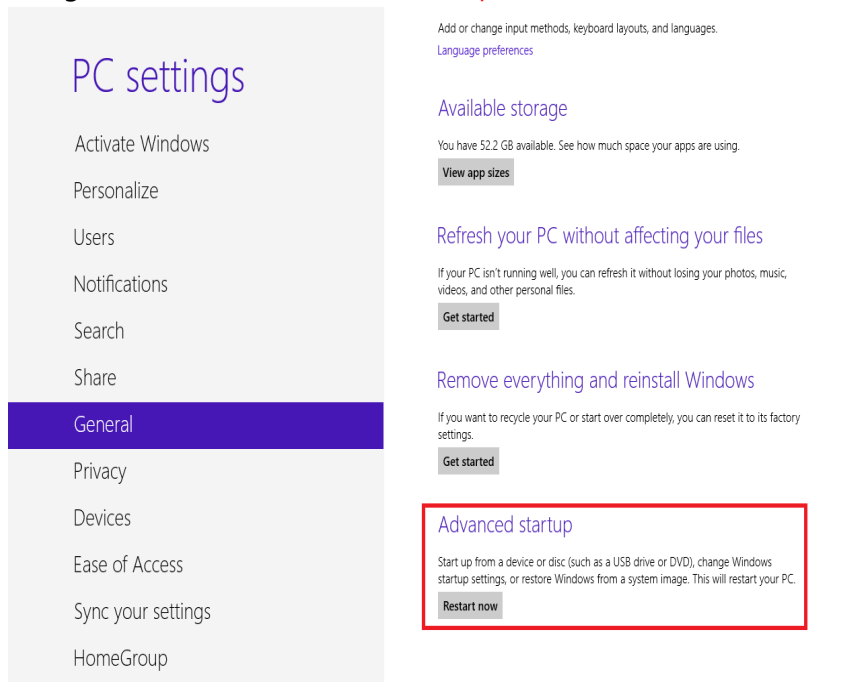 PC settings
Activate Windows
Personalize
Users
Notifications
Search
Share
General
Privacy
Devices
Ease of Access
Sync your settings
HomeGroup
Add or change input methods, keyboard layouts, and languages.
Language preferences
Available storage
You have 52.2 GB available. See how much space your apps are using.
View app sizes
Refresh your PC without affecting your files
If your PC isn't running well, you can refresh it without losing your photos, music,
videos, and other personal files.
Get started
Remove everything and reinstall Windows
If you want to recycle your PC or start over completely, you can reset it to its factory
settings.
Get started
Advanced startup
Start up from a device or disc (such as a USB drive or DVD), change Windows
startup settings, or restore Windows from a system image. This will restart your PC.
Restart now